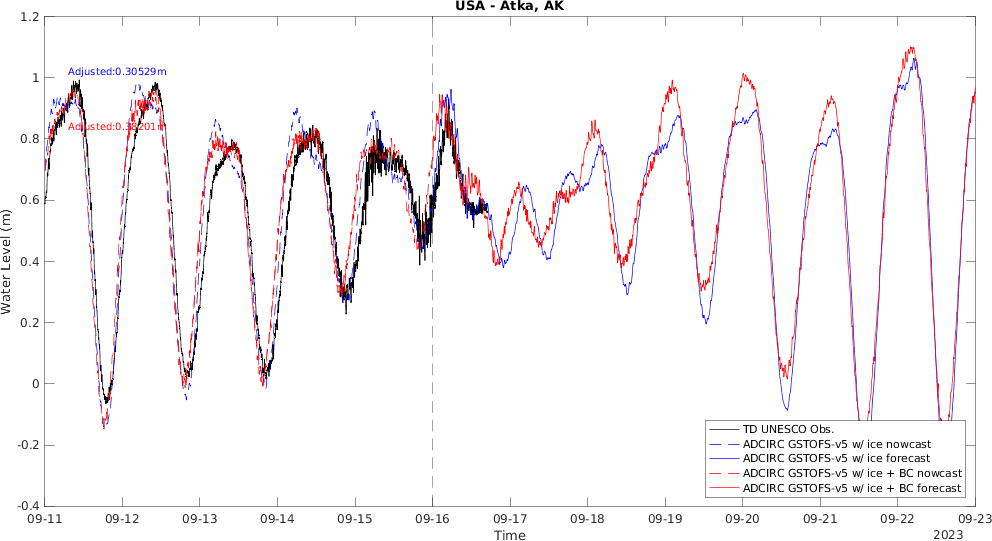 USA - Atka, AK
Water Level (m)
1.2
1
0.8
0.6
0.4
0.2
0
-0.2
-0.4
Adjusted:0.30529m
TD UNESCO Obs.
ADCIRC GSTOFS-v5 w/ ice nowcast
ADCIRC GSTOFS-v5 w/ ice forecast
ADCIRC GSTOFS-v5 w/ ice + BC nowcast
ADCIRC GSTOFS-v5 w/ ice + BC forecast
09-11 09-12 09-13 09-14 09-15 09-16 09-17 09-18 09-19 09-20 09-21 09-22 09-23
Time
2023